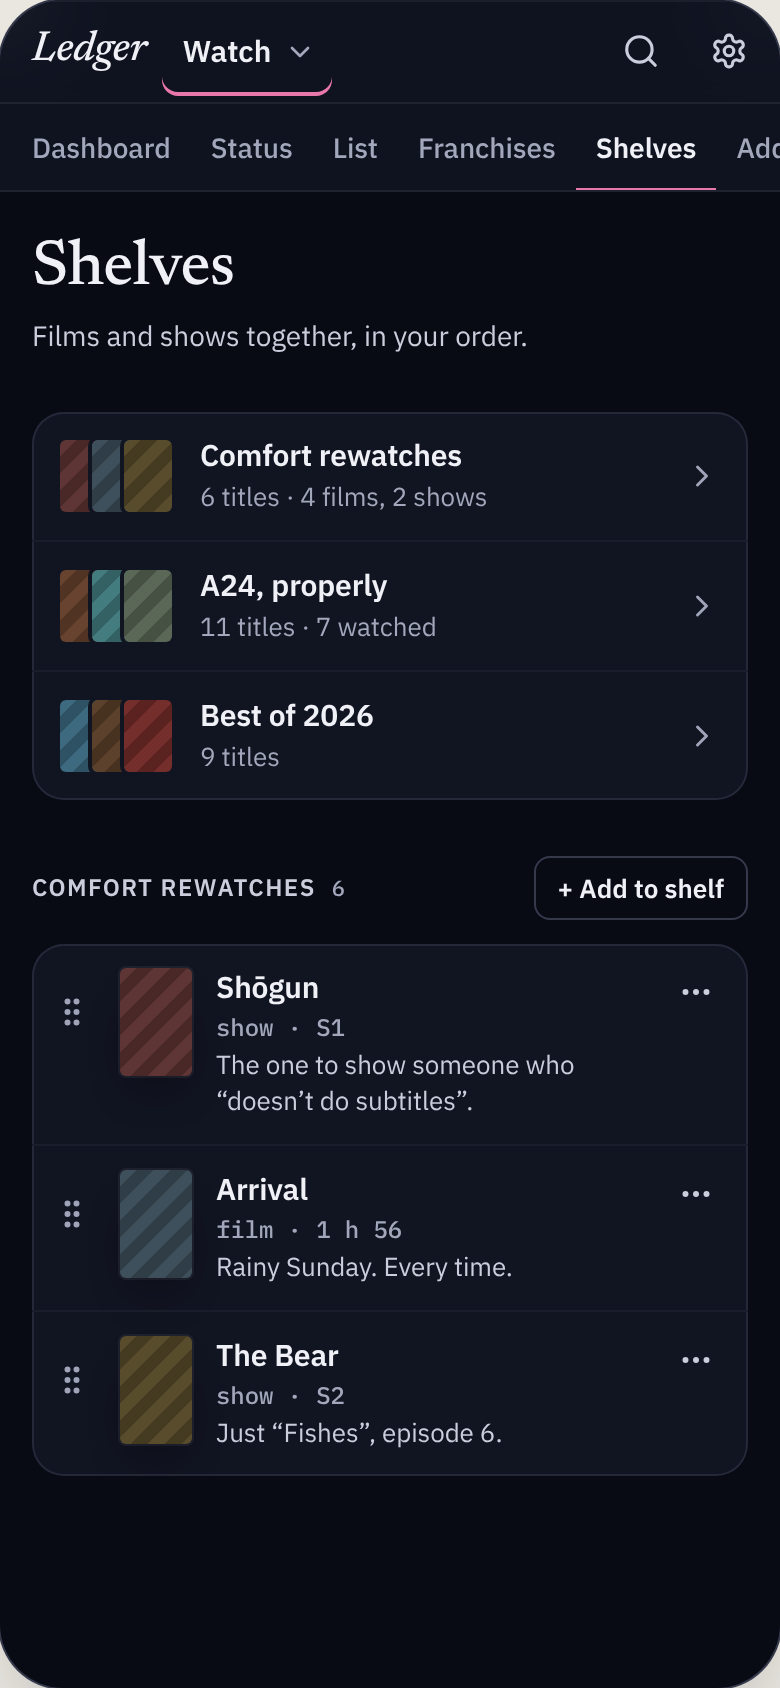 Ledger Watch
Dashboard Status List Franchises Shelves Add
Shelves
Films and shows together, in your order.
Comfort rewatches
6 titles · 4 films, 2 shows
A24, properly
11 titles · 7 watched
Best of 2026
9 titles
COMFORT REWATCHES 6
+ Add to shelf
Shōgun
show · S1
The one to show someone who
“doesn’t do subtitles”.
Arrival
film · 1 h 56
Rainy Sunday. Every time.
The Bear
show · S2
Just “Fishes”, episode 6.